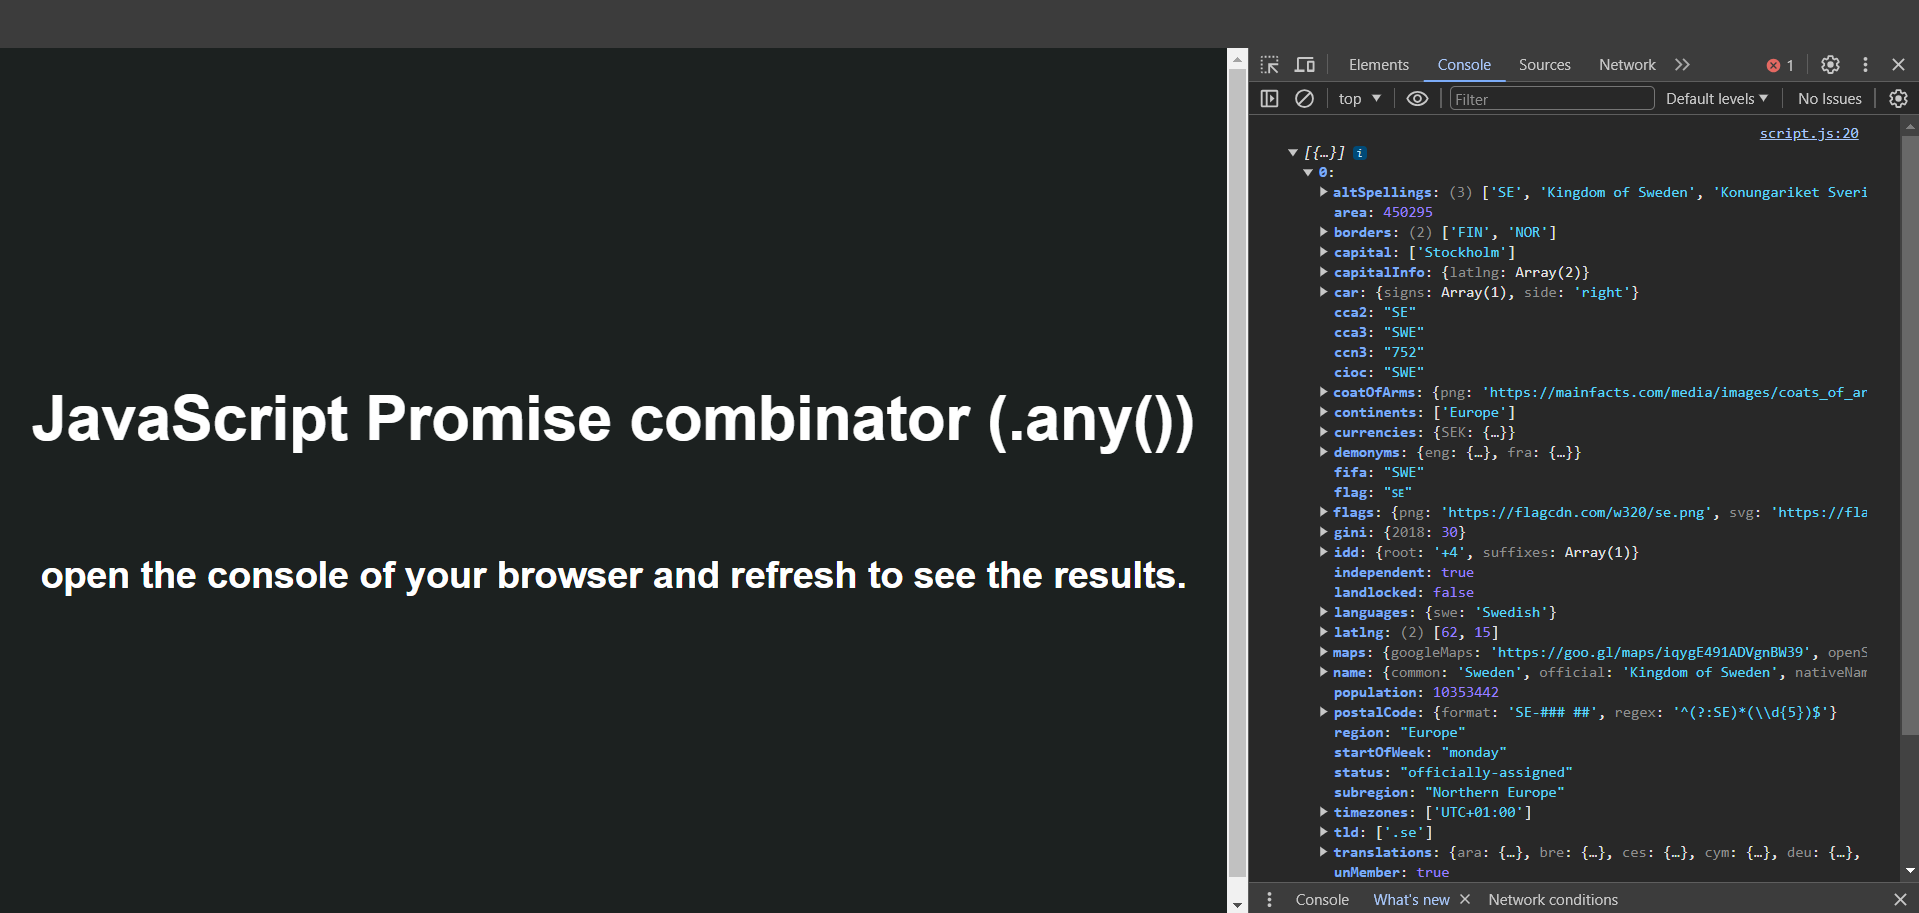 Elements Console Sources Network 1
top Filter Default levels No Issues
script.js:20
[{…}] i
0:
altSpellings: (3) ['SE', 'Kingdom of Sweden', 'Konungariket Sveri
area: 450295
borders: (2) ['FIN', 'NOR']
capital: ['Stockholm']
capitalInfo: {latlng: Array(2)}
car: {signs: Array(1), side: 'right'}
cca2: "SE"
cca3: "SWE"
ccn3: "752"
cioc: "SWE"
coatOfArms: {png: 'https://mainfacts.com/media/images/coats_of_ar
continents: ['Europe']
currencies: {SEK: {…}}
demonyms: {eng: {…}, fra: {…}}
fifa: "SWE"
flag: "🇸🇪"
flags: {png: 'https://flagcdn.com/w320/se.png', svg: 'https://fla
gini: {2018: 30}
idd: {root: '+4', suffixes: Array(1)}
independent: true
landlocked: false
languages: {swe: 'Swedish'}
latlng: (2) [62, 15]
maps: {googleMaps: 'https://goo.gl/maps/iqygE491ADVgnBW39', openS
name: {common: 'Sweden', official: 'Kingdom of Sweden', nativeNam
population: 10353442
postalCode: {format: 'SE-### ##', regex: '^(?:SE)*(\\d{5})$'}
region: "Europe"
startOfWeek: "monday"
status: "officially-assigned"
subregion: "Northern Europe"
timezones: ['UTC+01:00']
tld: ['.se']
translations: {ara: {…}, bre: {…}, ces: {…}, cym: {…}, deu: {…},
unMember: true
Console What's new Network conditions
JavaScript Promise combinator (.any())
open the console of your browser and refresh to see the results.